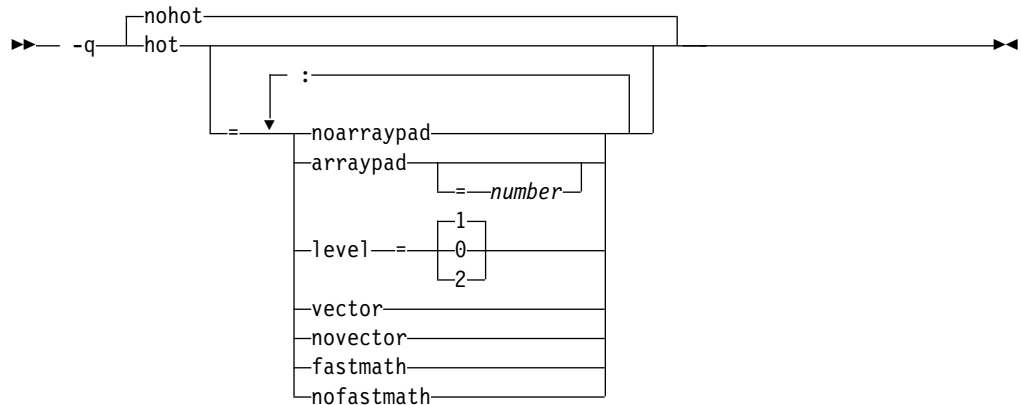 nohot
-q hot
:
= noarraypad
arraypad
= number
1
level = 0
2
vector
novector
fastmath
nofastmath